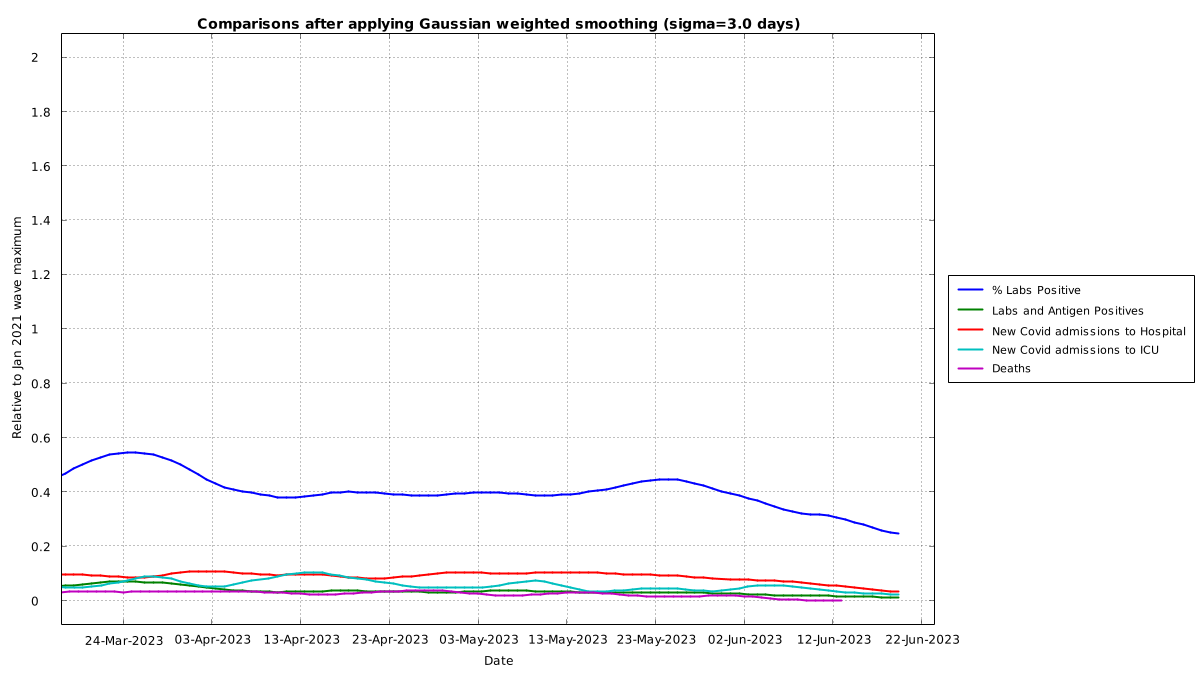 Comparisons after applying Gaussian weighted smoothing (sigma=3.0 days)
2
1.8
1.6
1.4
1.2
1
0.8
0.6
0.4
0.2
0
Relative to Jan 2021 wave maximum
24-Mar-2023 03-Apr-2023 13-Apr-2023 23-Apr-2023 03-May-2023 13-May-2023 23-May-2023 02-Jun-2023 12-Jun-2023 22-Jun-2023
Date
% Labs Positive
Labs and Antigen Positives
New Covid admissions to Hospital
New Covid admissions to ICU
Deaths